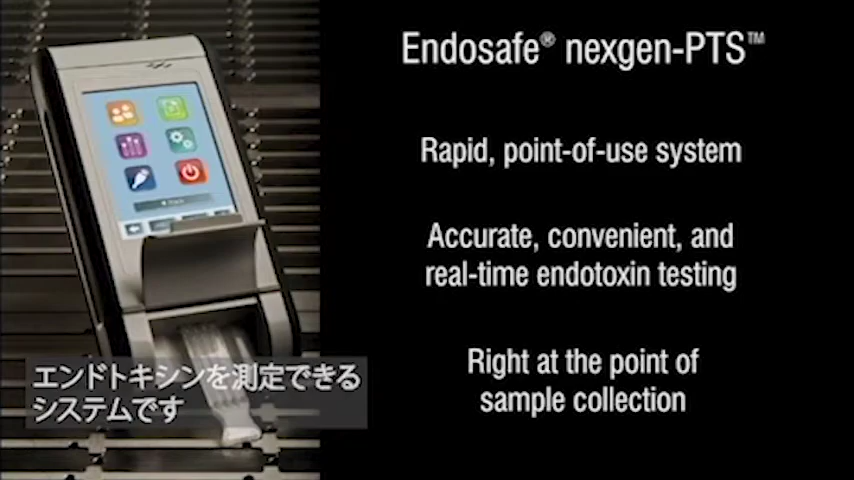 Endosafe® nexgen-PTS™
Rapid, point-of-use system
Accurate, convenient, and
real-time endotoxin testing
Right at the point of
sample collection
エンドトキシンを測定できる
システムです